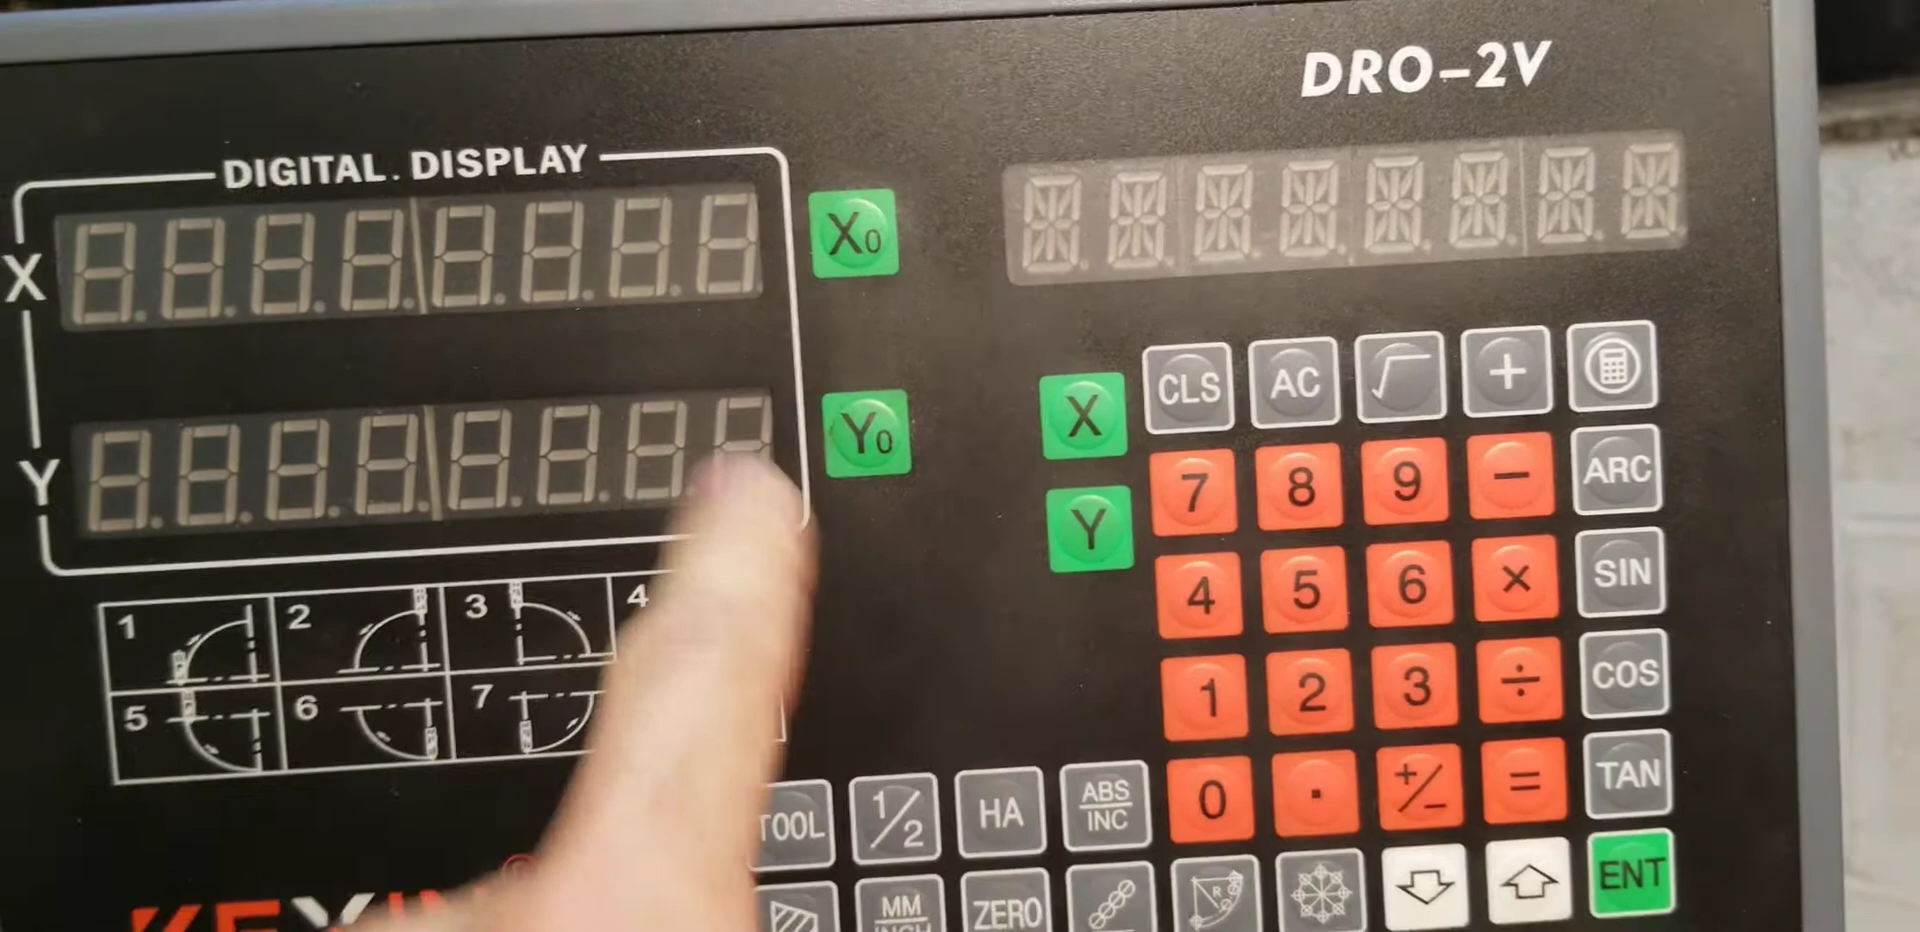 DRO-2V
DIGITAL.DISPLAY
X
X0
Y
Y0
X
CLS
AC
√
+
Y
7
8
9
−
ARC
4
5
6
×
SIN
1
2
3
÷
COS
0
.
+/−
=
TAN
1
2
3
4
5
6
7
TOOL
1/2
HA
ABS
INC
MM
INCH
ZERO
R
ENT